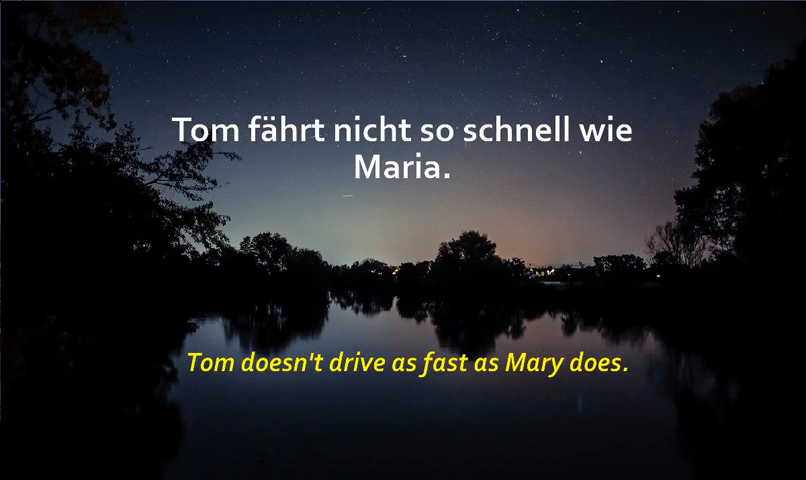 Tom fährt nicht so schnell wie
Maria.
Tom doesn't drive as fast as Mary does.